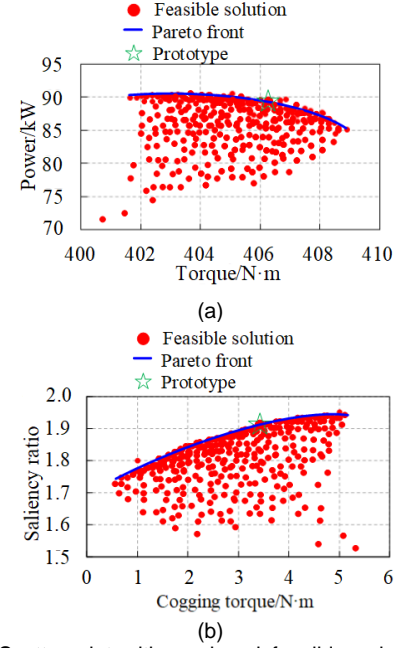 Feasible solution
Pareto front
Prototype
95
90
85
80
75
70
Power/kW
400 402 404 406 408 410
Torque/N·m
(a)
Feasible solution
Pareto front
Prototype
2.0
1.9
1.8
1.7
1.6
1.5
Saliency ratio
0 1 2 3 4 5 6
Cogging torque/N·m
(b)